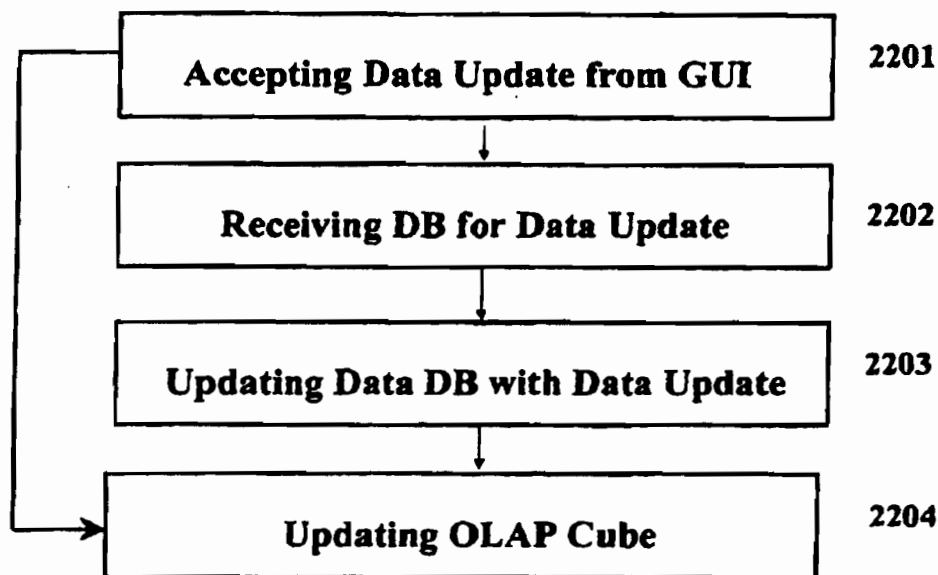 Accepting Data Update from GUI 2201
Receiving DB for Data Update 2202
Updating Data DB with Data Update 2203
Updating OLAP Cube 2204